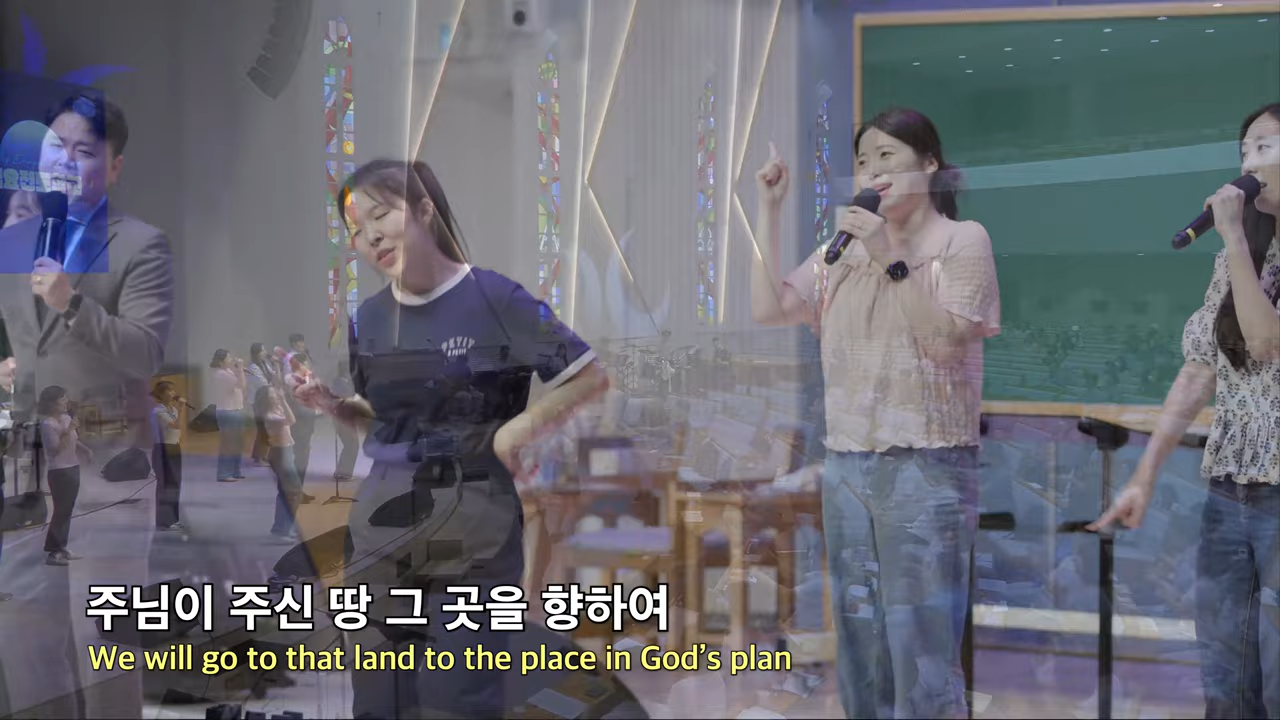 주님이 주신 땅 그 곳을 향하여
We will go to that land to the place in God's plan